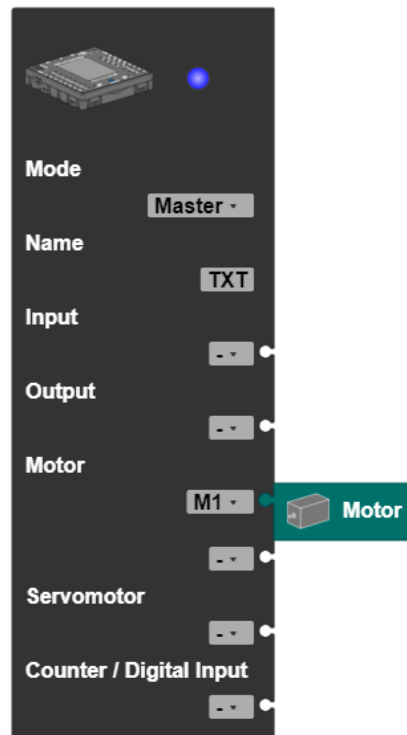 Mode
Master
Name
TXT
Input
-
Output
-
Motor
M1
Motor
-
Servomotor
-
Counter / Digital Input
-